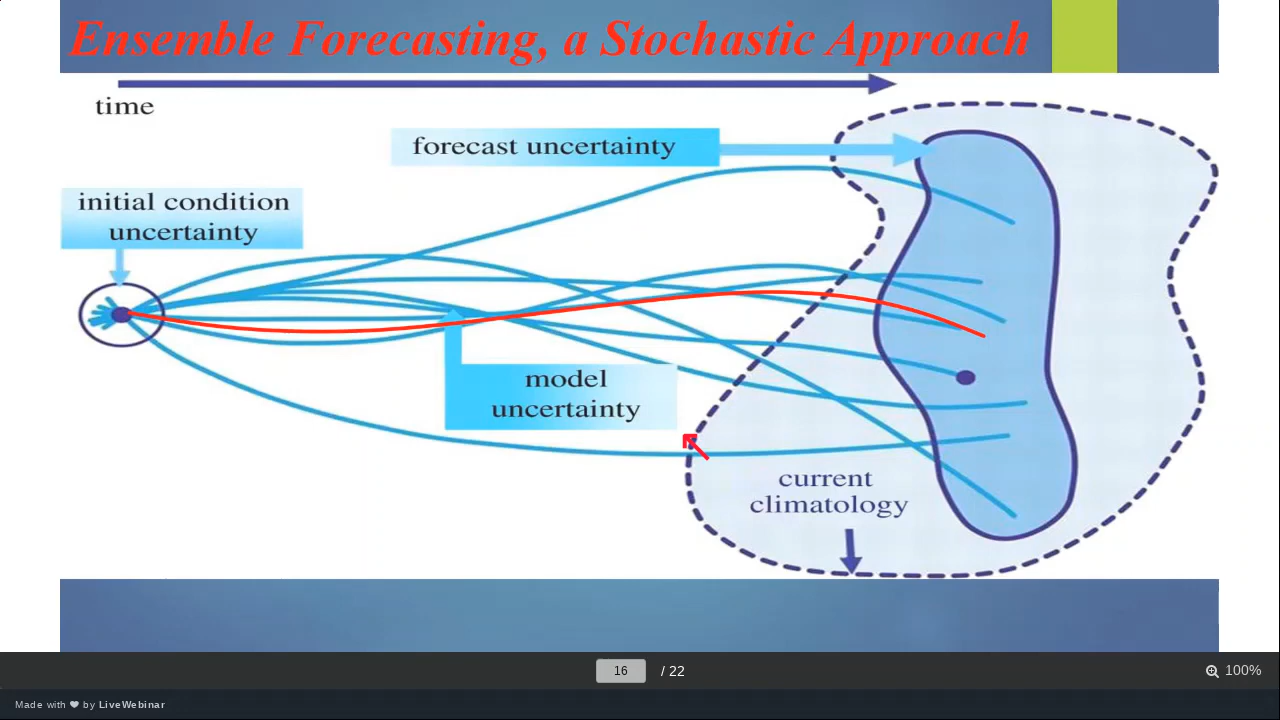 Ensemble Forecasting, a Stochastic Approach
time
forecast uncertainty
initial condition
uncertainty
model
uncertainty
current
climatology
16 / 22
100%
Made with ❤ by LiveWebinar